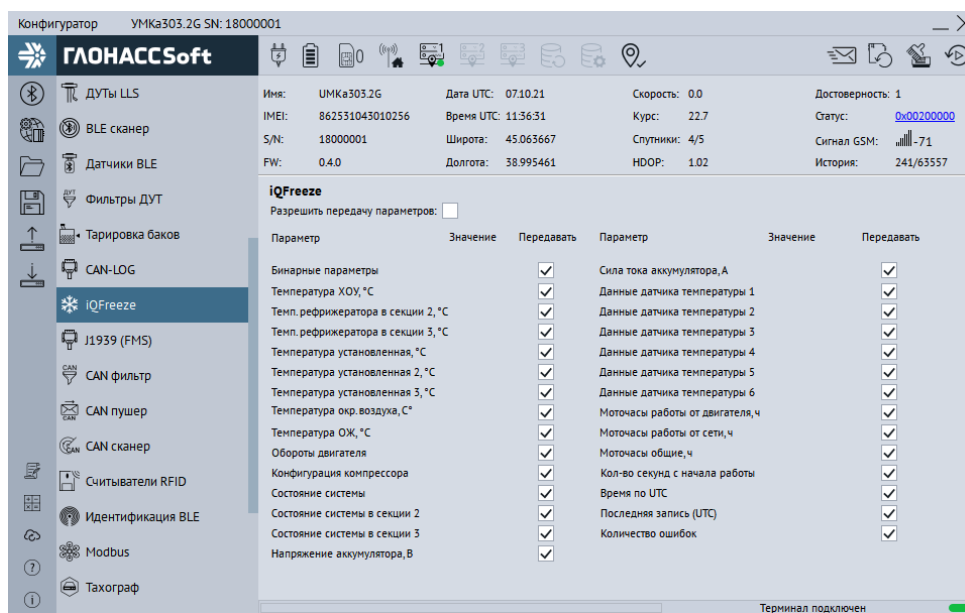 Конфигуратор УМКа303.2G SN: 18000001
ГЛОНАССSoft
0
ДУТы LLS
BLE сканер
Датчики BLE
Фильтры ДУТ
Тарировка баков
CAN-LOG
iQFreeze
J1939 (FMS)
CAN фильтр
CAN пушер
CAN сканер
Считыватели RFID
Идентификация BLE
Modbus
Тахограф
Имя: УМКа303.2G Дата UTC: 07.10.21 Скорость: 0.0 Достоверность: 1
IMEI: 862531043010256 Время UTC: 11:36:31 Курс: 22.7 Статус: 0x00200000
S/N: 18000001 Широта: 45.063667 Спутники: 4/5 Сигнал GSM: -71
FW: 0.4.0 Долгота: 38.995461 HDOP: 1.02 История: 241/63557
iQFreeze
Разрешить передачу параметров:
Параметр Значение Передавать Параметр Значение Передавать
Бинарные параметры Сила тока аккумулятора, А
Температура ХОУ, °C Данные датчика температуры 1
Темп. рефрижератора в секции 2, °C Данные датчика температуры 2
Темп. рефрижератора в секции 3, °C Данные датчика температуры 3
Температура установленная, °C Данные датчика температуры 4
Температура установленная 2, °C Данные датчика температуры 5
Температура установленная 3, °C Данные датчика температуры 6
Температура окр. воздуха, C° Моточасы работы от двигателя, ч
Температура ОЖ, °C Моточасы работы от сети, ч
Обороты двигателя Моточасы общие, ч
Конфигурация компрессора Кол-во секунд с начала работы
Состояние системы Время по UTC
Состояние системы в секции 2 Последняя запись (UTC)
Состояние системы в секции 3 Количество ошибок
Напряжение аккумулятора, В
Терминал подключен